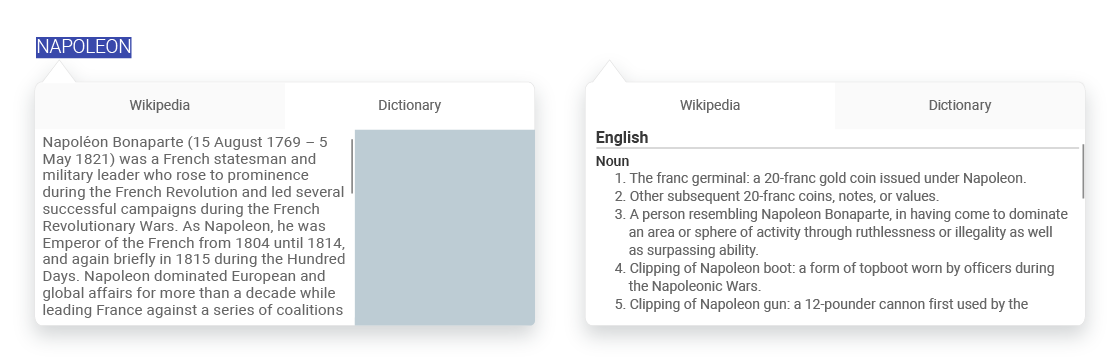 NAPOLEON
Wikipedia
Dictionary
Napoléon Bonaparte (15 August 1769 – 5
May 1821) was a French statesman and
military leader who rose to prominence
during the French Revolution and led several
successful campaigns during the French
Revolutionary Wars. As Napoleon, he was
Emperor of the French from 1804 until 1814,
and again briefly in 1815 during the Hundred
Days. Napoleon dominated European and
global affairs for more than a decade while
leading France against a series of coalitions
Wikipedia
Dictionary
English
Noun
1. The franc germinal: a 20-franc gold coin issued under Napoleon.
2. Other subsequent 20-franc coins, notes, or values.
3. A person resembling Napoleon Bonaparte, in having come to dominate
an area or sphere of activity through ruthlessness or illegality as well
as surpassing ability.
4. Clipping of Napoleon boot: a form of topboot worn by officers during
the Napoleonic Wars.
5. Clipping of Napoleon gun: a 12-pounder cannon first used by the